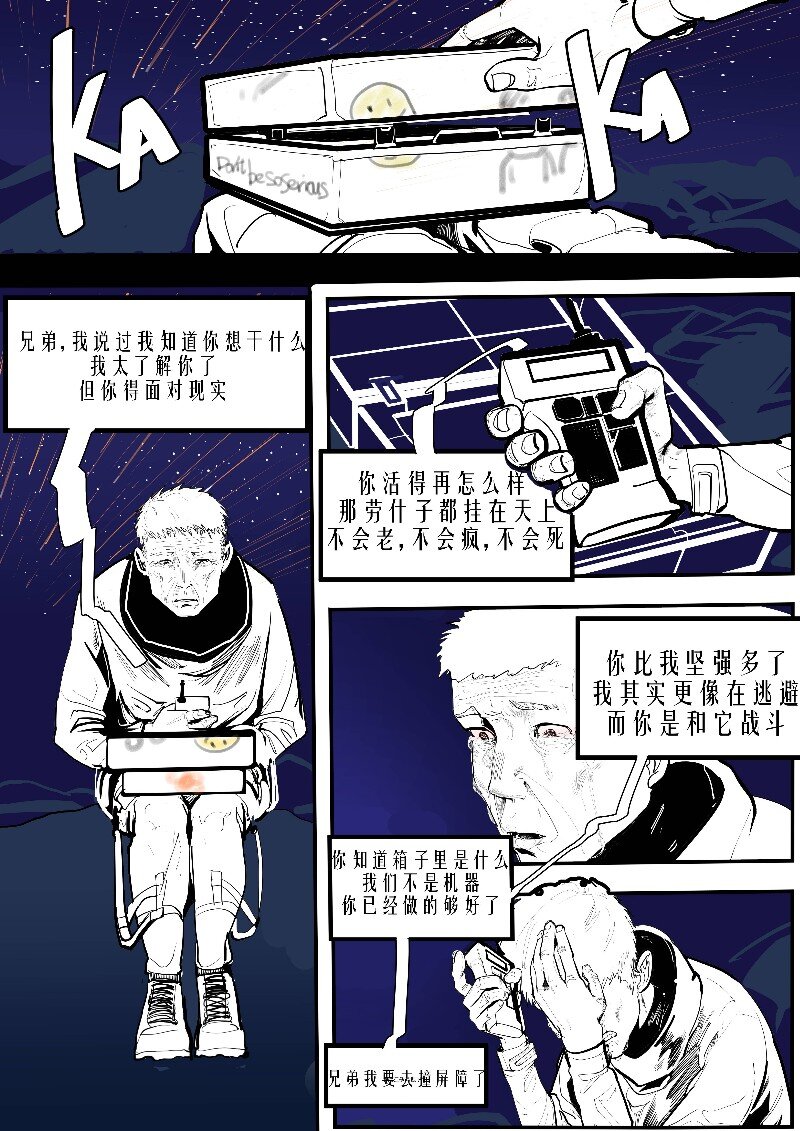 KA
KA
Don't
be so serious
兄弟,我说过我知道你想干什么
我太了解你了
但你得面对现实
你活得再怎么样
那劳什子都挂在天上
不会老,不会疯,不会死
你比我坚强多了
我其实更像在逃避
而你是和它战斗
你知道箱子里是什么
我们不是机器
你已经做的够好了
兄弟我要去撞屏障了